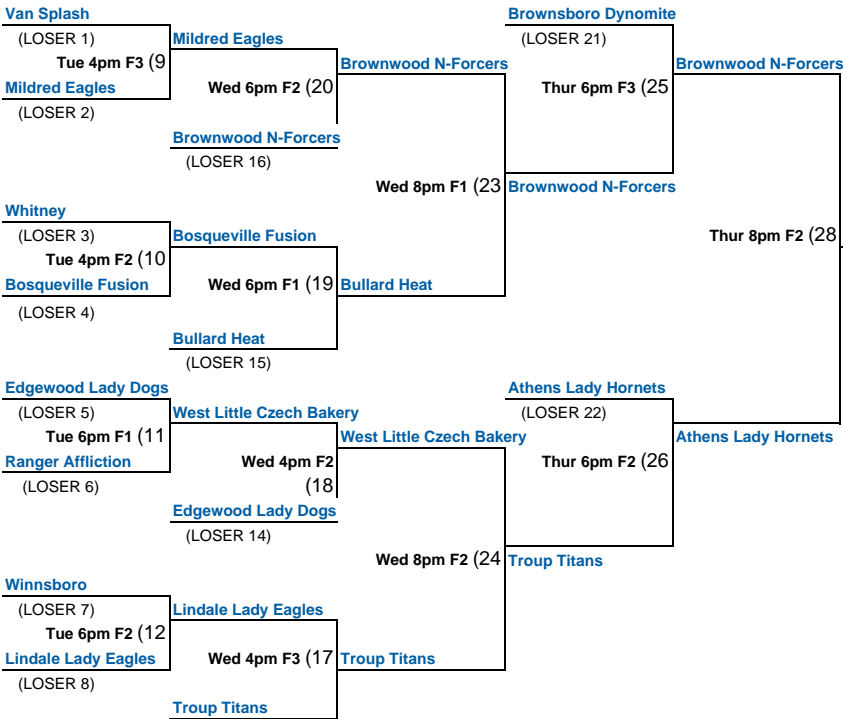 Van Splash
(LOSER 1)
Tue 4pm F3 (9
Mildred Eagles
(LOSER 2)
Mildred Eagles
Wed 6pm F2 (20
Brownwood N-Forcers
(LOSER 16)
Whitney
(LOSER 3)
Tue 4pm F2 (10
Bosqueville Fusion
(LOSER 4)
Bosqueville Fusion
Wed 6pm F1 (19
Bullard Heat
(LOSER 15)
Brownwood N-Forcers
Wed 8pm F1 (23
Bullard Heat
Edgewood Lady Dogs
(LOSER 5)
Tue 6pm F1 (11
Ranger Affliction
(LOSER 6)
West Little Czech Bakery
Wed 4pm F2
(18
Edgewood Lady Dogs
(LOSER 14)
Winnsboro
(LOSER 7)
Tue 6pm F2 (12
Lindale Lady Eagles
(LOSER 8)
Lindale Lady Eagles
Wed 4pm F3 (17
Troup Titans
West Little Czech Bakery
Wed 8pm F2 (24
Troup Titans
Brownsboro Dynomite
(LOSER 21)
Thur 6pm F3 (25
Brownwood N-Forcers
Athens Lady Hornets
(LOSER 22)
Thur 6pm F2 (26
Troup Titans
Brownwood N-Forcers
Thur 8pm F2 (28
Athens Lady Hornets